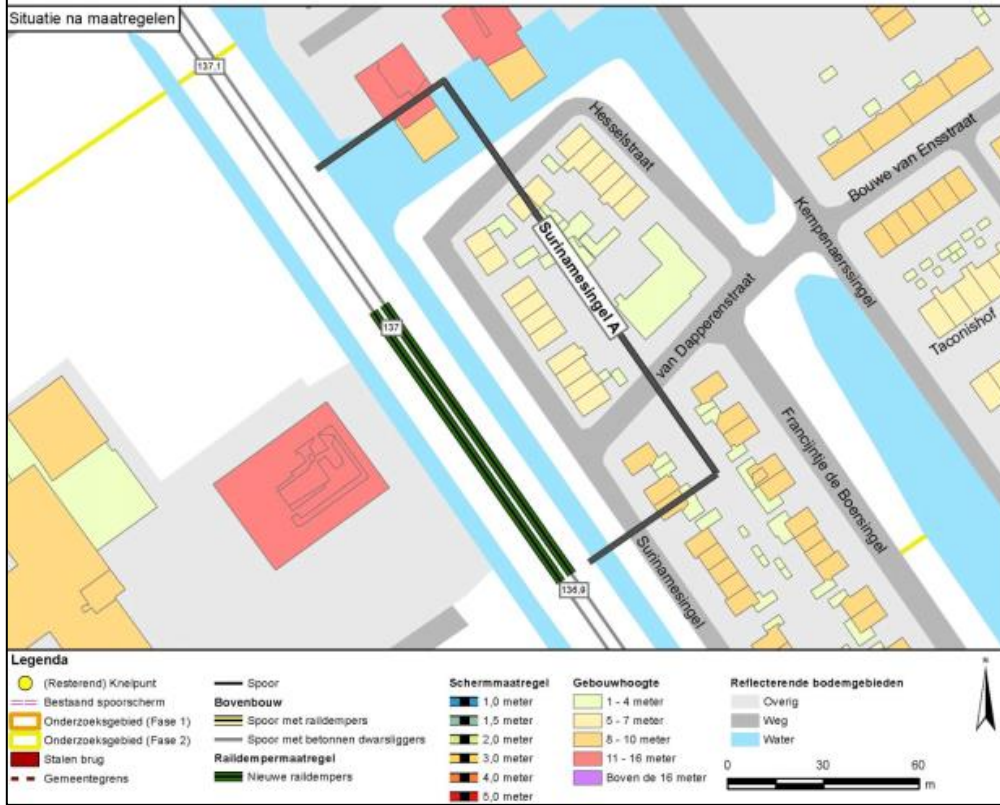 Situatie na maatregelen
137,1
Hesselstraat
Bouwe van Ensstraat
Kempenaerssingel
Surinamesingel A
van Dapperenstraat
Taconishof
137
Francijntje de Boersingel
Surinamesingel
136,9
Legenda
(Resterend) Knelpunt
Bestaand spoorscherm
Onderzoeksgebied (Fase 1)
Onderzoeksgebied (Fase 2)
Stalen brug
Gemeentegrens
Spoor
Bovenbouw
Spoor met raildempers
Spoor met betonnen dwarsliggers
Raildempermaatregel
Nieuwe raildempers
Schermmaatregel
1,0 meter
1,5 meter
2,0 meter
3,0 meter
4,0 meter
5,0 meter
Gebouwhoogte
1 - 4 meter
5 - 7 meter
8 - 10 meter
11 - 16 meter
Boven de 16 meter
Reflecterende bodemgebieden
Overig
Weg
Water
N
0 30 60
m